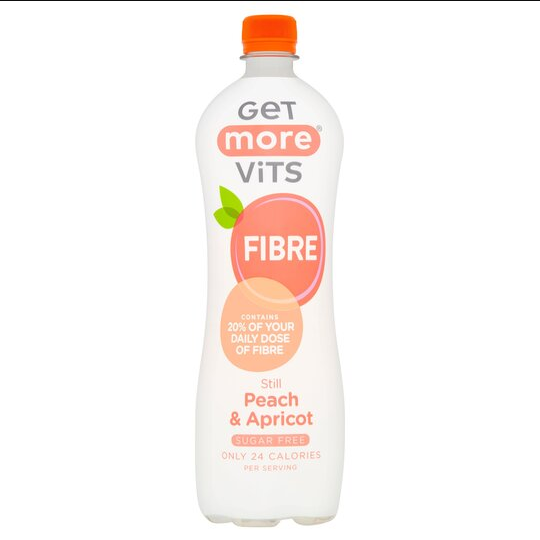 GeT
more®
ViTS
FIBRE
CONTAINS
20% OF YOUR
DAILY DOSE
OF FIBRE
Still
Peach
& Apricot
SUGAR FREE
ONLY 24 CALORIES
PER SERVING